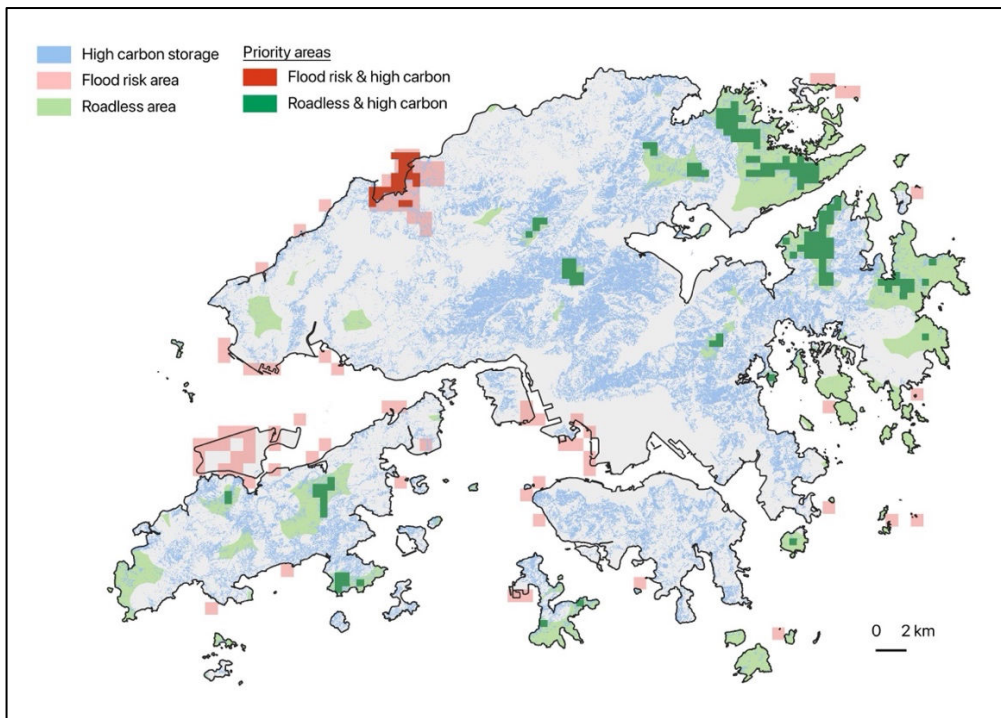 High carbon storage
Flood risk area
Roadless area
Priority areas
Flood risk & high carbon
Roadless & high carbon
0 2 km